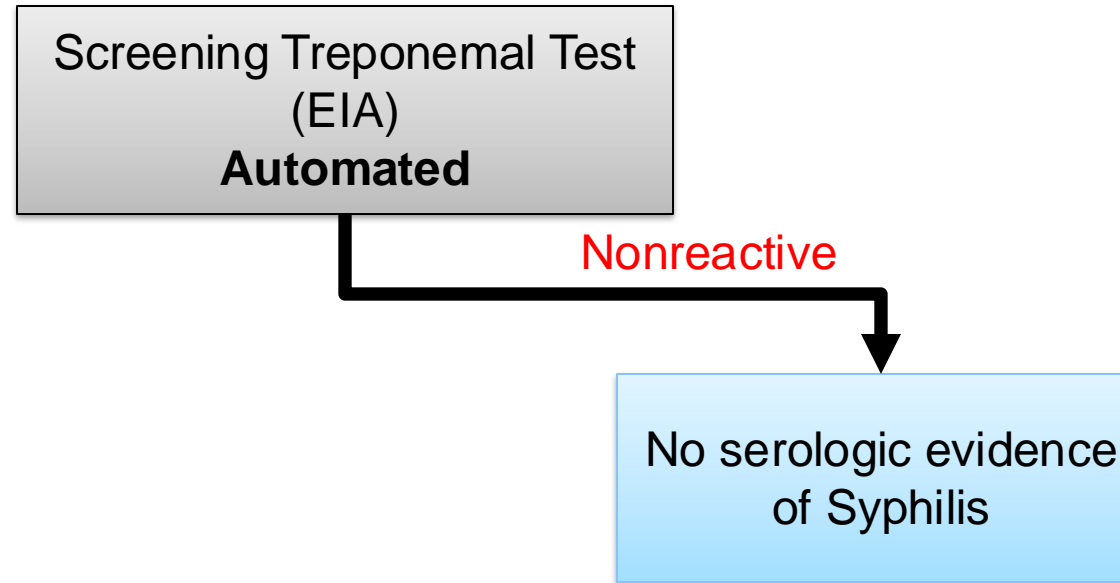 Screening Treponemal Test
(EIA)
Automated
Nonreactive
No serologic evidence
of Syphilis